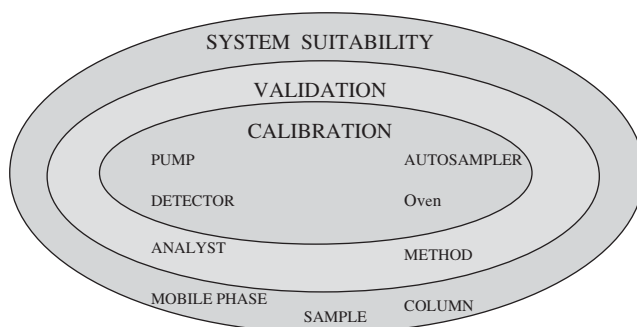 SYSTEM SUITABILITY
VALIDATION
CALIBRATION
PUMP AUTOSAMPLER
DETECTOR Oven
ANALYST METHOD
MOBILE PHASE COLUMN
SAMPLE